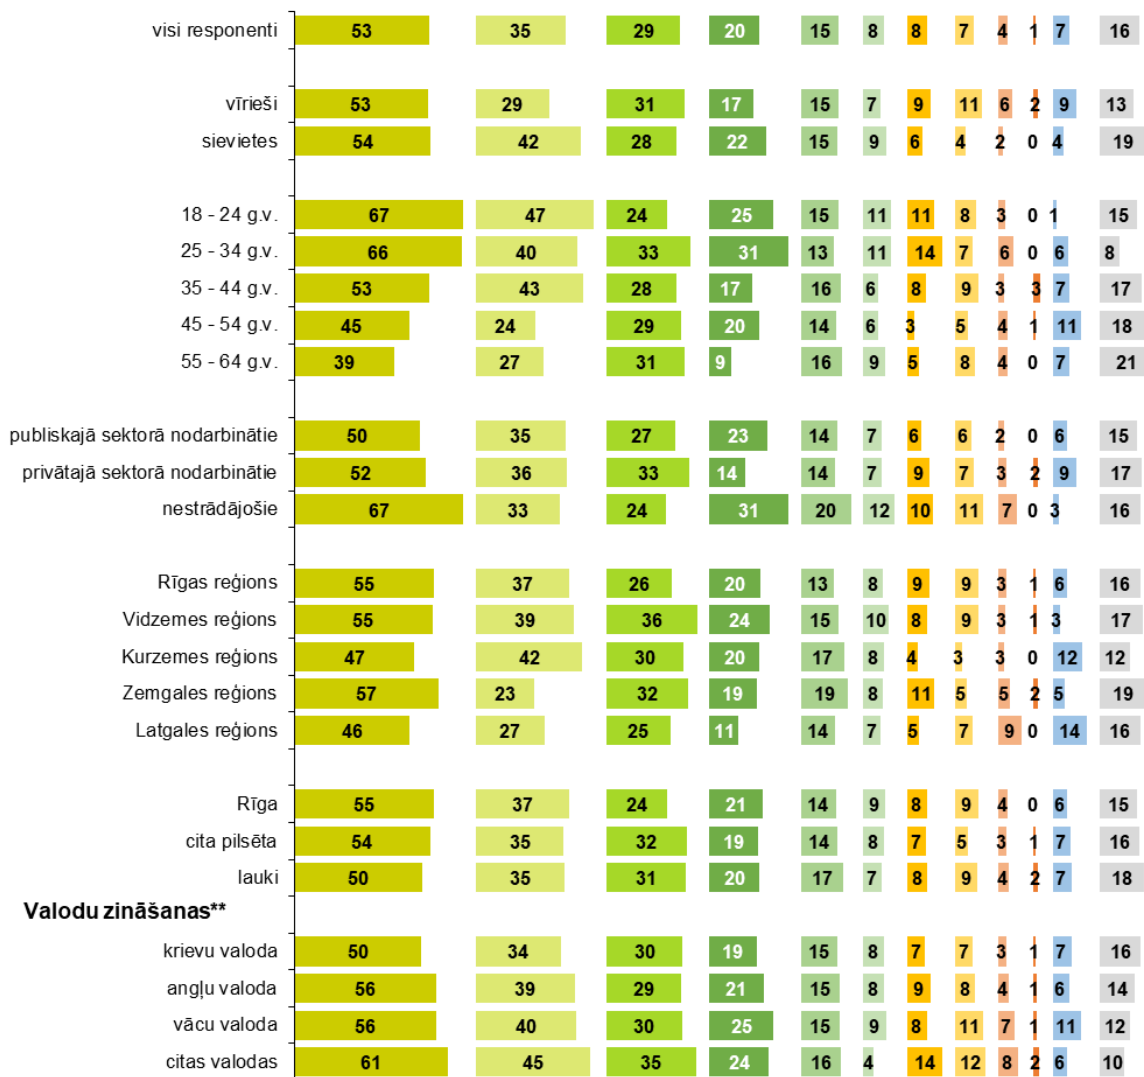 visi responenti 53 35 29 20 15 8 8 7 4 1 7 16
vīrieši 53 29 31 17 15 7 9 11 6 2 9 13
sievietes 54 42 28 22 15 9 6 4 2 0 4 19
18 - 24 g.v. 67 47 24 25 15 11 11 8 3 0 1 15
25 - 34 g.v. 66 40 33 31 13 11 14 7 6 0 6 8
35 - 44 g.v. 53 43 28 17 16 6 8 9 3 3 7 17
45 - 54 g.v. 45 24 29 20 14 6 3 5 4 1 11 18
55 - 64 g.v. 39 27 31 9 16 9 5 8 4 0 7 21
publiskajā sektorā nodarbinātie 50 35 27 23 14 7 6 6 2 0 6 15
privātajā sektorā nodarbinātie 52 36 33 14 14 7 9 7 3 2 9 17
nestrādājošie 67 33 24 31 20 12 10 11 7 0 3 16
Rīgas reģions 55 37 26 20 13 8 9 9 3 1 6 16
Vidzemes reģions 55 39 36 24 15 10 8 9 3 1 3 17
Kurzemes reģions 47 42 30 20 17 8 4 3 3 0 12 12
Zemgales reģions 57 23 32 19 19 8 11 5 5 2 5 19
Latgales reģions 46 27 25 11 14 7 5 7 9 0 14 16
Rīga 55 37 24 21 14 9 8 9 4 0 6 15
cita pilsēta 54 35 32 19 14 8 7 5 3 1 7 16
lauki 50 35 31 20 17 7 8 9 4 2 7 18
Valodu zināšanas**
krievu valoda 50 34 30 19 15 8 7 7 3 1 7 16
angļu valoda 56 39 29 21 15 8 9 8 4 1 6 14
vācu valoda 56 40 30 25 15 9 8 11 7 1 11 12
citas valodas 61 45 35 24 16 4 14 12 8 2 6 10